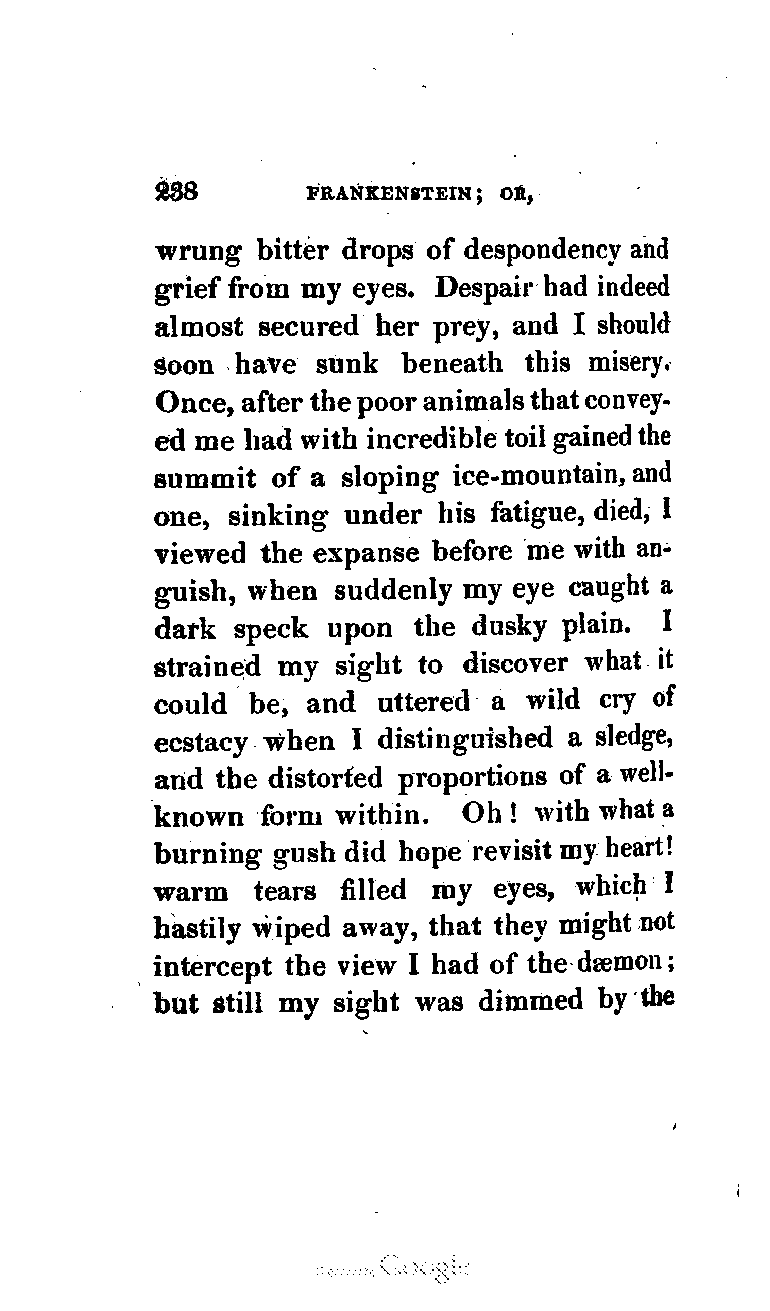 238 FRANKENSTEIN; OR,
wrung bitter drops of despondency and
grief from my eyes. Despair had indeed
almost secured her prey, and I should
soon have sunk beneath this misery.
Once, after the poor animals that convey-
ed me had with incredible toil gained the
summit of a sloping ice-mountain, and
one, sinking under his fatigue, died, I
viewed the expanse before me with an-
guish, when suddenly my eye caught a
dark speck upon the dusky plain. I
strained my sight to discover what it
could be, and uttered a wild cry of
ecstacy when I distinguished a sledge,
and the distorted proportions of a well-
known form within. Oh! with what a
burning gush did hope revisit my heart!
warm tears filled my eyes, which I
hastily wiped away, that they might not
intercept the view I had of the dæmon;
but still my sight was dimmed by the
Google